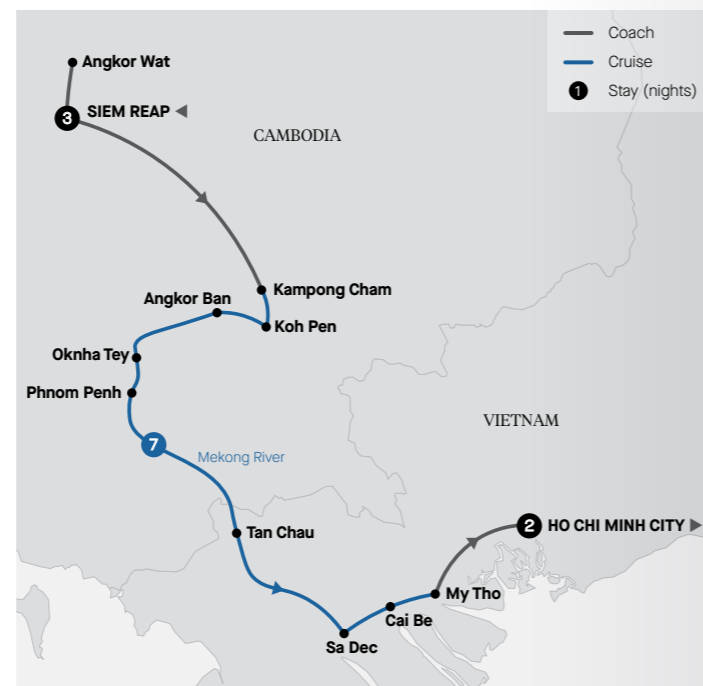 Coach
Cruise
1 Stay (nights)
Angkor Wat
3 SIEM REAP
CAMBODIA
Kampong Cham
Angkor Ban
Koh Pen
Oknha Tey
Phnom Penh
VIETNAM
7
Mekong River
Tan Chau
2 HO CHI MINH CITY
My Tho
Cai Be
Sa Dec